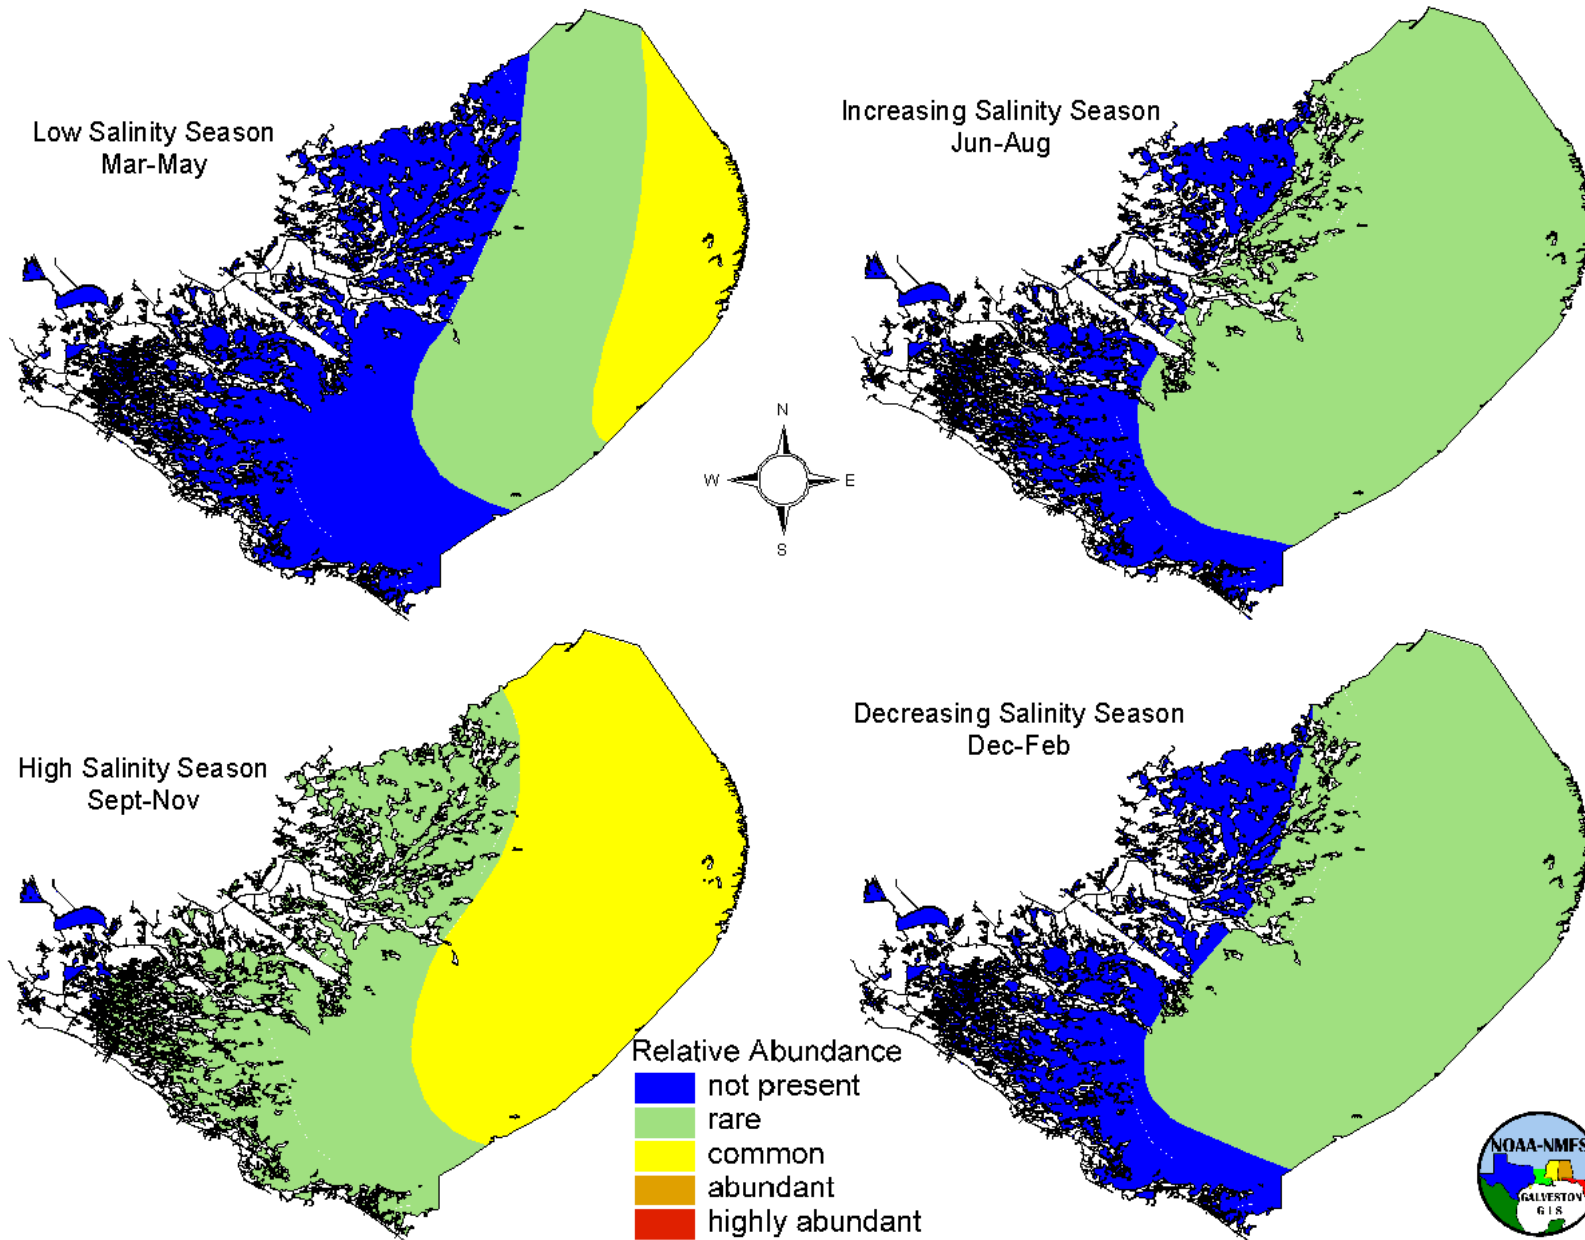 Low Salinity Season
Mar-May
Increasing Salinity Season
Jun-Aug
N
W
E
S
High Salinity Season
Sept-Nov
Decreasing Salinity Season
Dec-Feb
Relative Abundance
not present
rare
common
abundant
highly abundant
NOAA-NMFS
GALVESTON
GIS